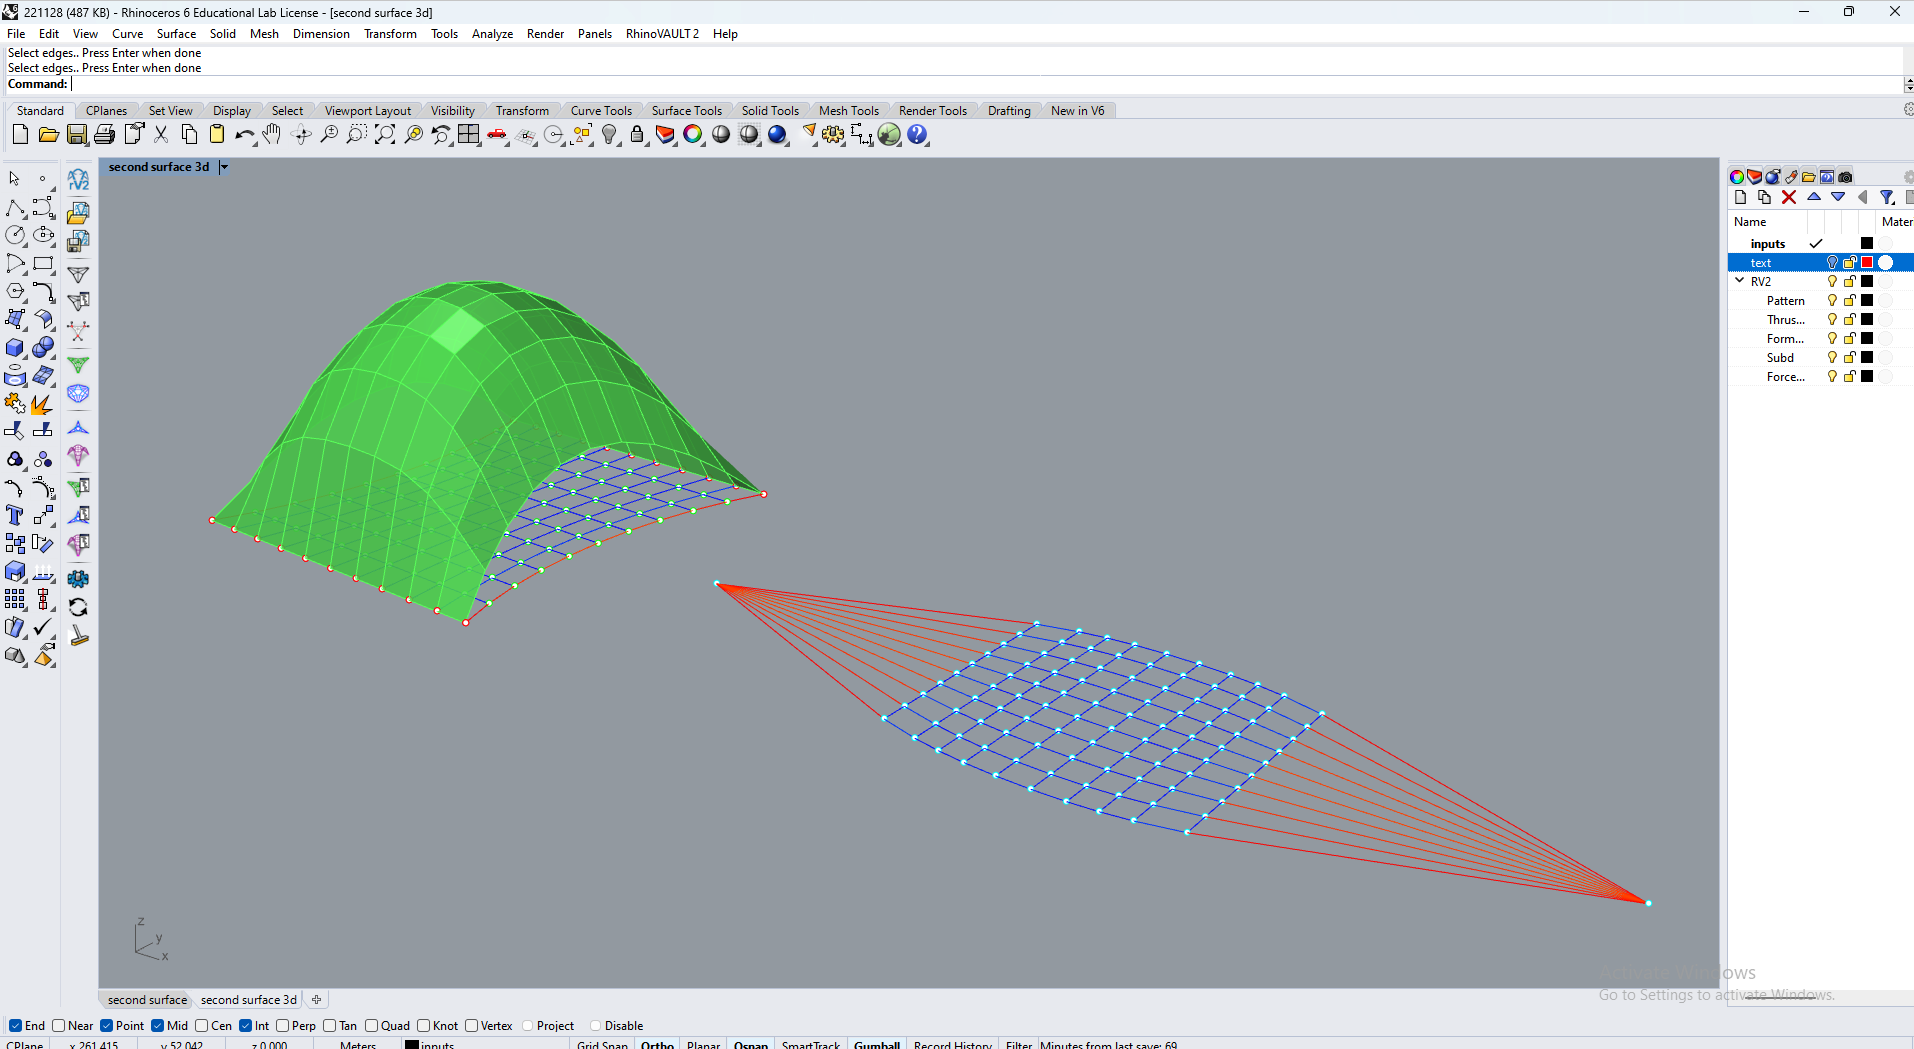 221128 (487 KB) - Rhinoceros 6 Educational Lab License - [second surface 3d]
File Edit View Curve Surface Solid Mesh Dimension Transform Tools Analyze Render Panels RhinoVAULT 2 Help
Select edges.. Press Enter when done
Select edges.. Press Enter when done
Command:
Standard CPlanes Set View Display Select Viewport Layout Visibility Transform Curve Tools Surface Tools Solid Tools Mesh Tools Render Tools Drafting New in V6
second surface 3d
rV2
Name Mater
inputs
text
RV2
Pattern
Thrus...
Form...
Subd
Force...
z
y
x
Activate Windows
Go to Settings to activate Windows.
second surface second surface 3d
End Near Point Mid Cen Int Perp Tan Quad Knot Vertex Project Disable
CPlane x 261.415 y 52.042 z 0.000 Meters inputs Grid Snap Ortho Planar Osnap SmartTrack Gumball Record History Filter Minutes from last save: 69